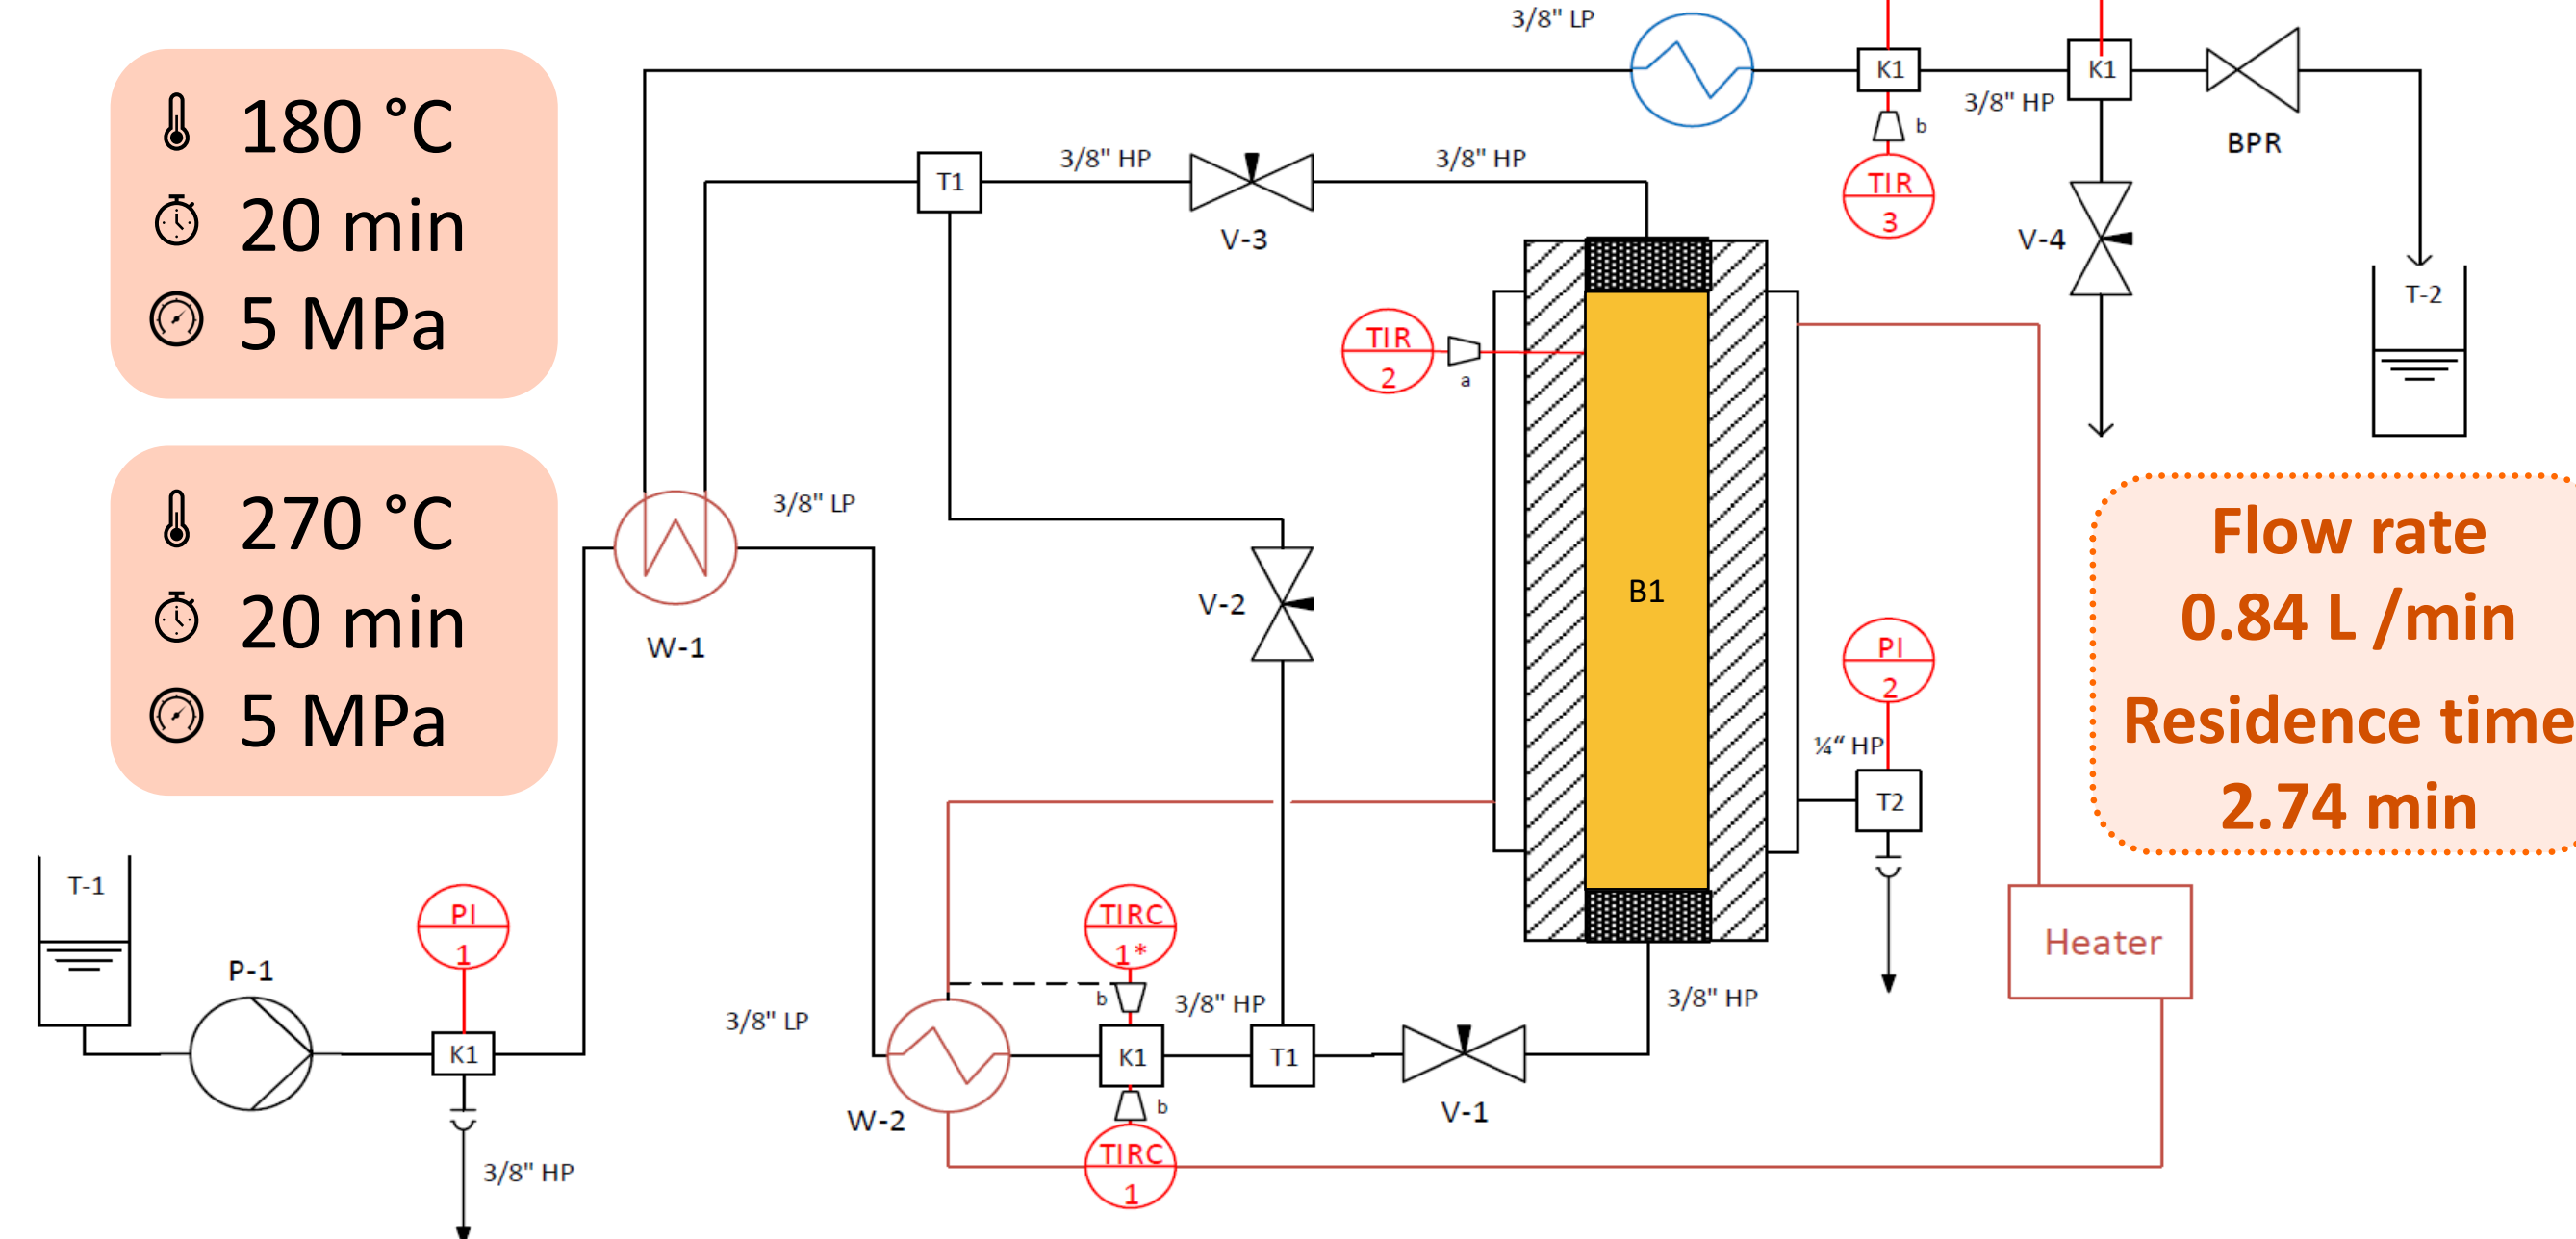 3/8" LP
180 °C
20 min
5 MPa
K1
K1
3/8" HP
b
BPR
T1
3/8" HP
3/8" HP
TIR
3
V-3
V-4
T-2
TIR
2
a
270 °C
20 min
5 MPa
3/8" LP
W-1
V-2
B1
Flow rate
0.84 L /min
Residence time
2.74 min
PI
2
¼“ HP
T2
T-1
P-1
PI
1
K1
3/8" HP
3/8" LP
W-2
TIRC
1*
b
3/8" HP
K1
T1
b
TIRC
1
V-1
3/8" HP
Heater